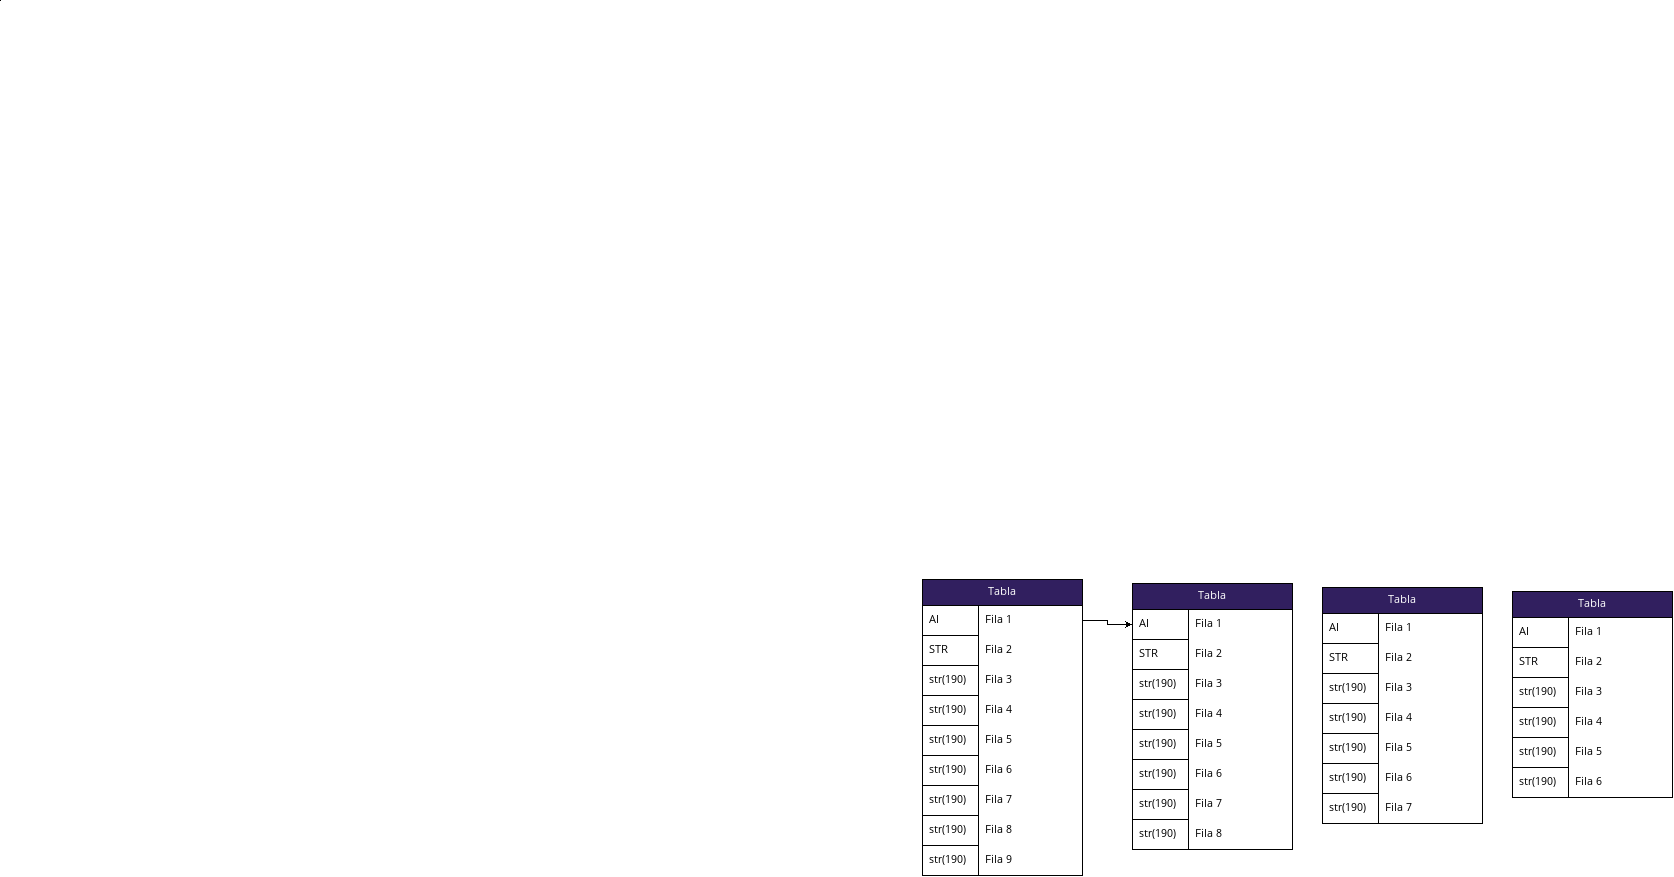 Tabla
AI Fila 1
STR Fila 2
str(190) Fila 3
str(190) Fila 4
str(190) Fila 5
str(190) Fila 6
str(190) Fila 7
str(190) Fila 8
str(190) Fila 9
Tabla
AI Fila 1
STR Fila 2
str(190) Fila 3
str(190) Fila 4
str(190) Fila 5
str(190) Fila 6
str(190) Fila 7
str(190) Fila 8
Tabla
AI Fila 1
STR Fila 2
str(190) Fila 3
str(190) Fila 4
str(190) Fila 5
str(190) Fila 6
str(190) Fila 7
Tabla
AI Fila 1
STR Fila 2
str(190) Fila 3
str(190) Fila 4
str(190) Fila 5
str(190) Fila 6